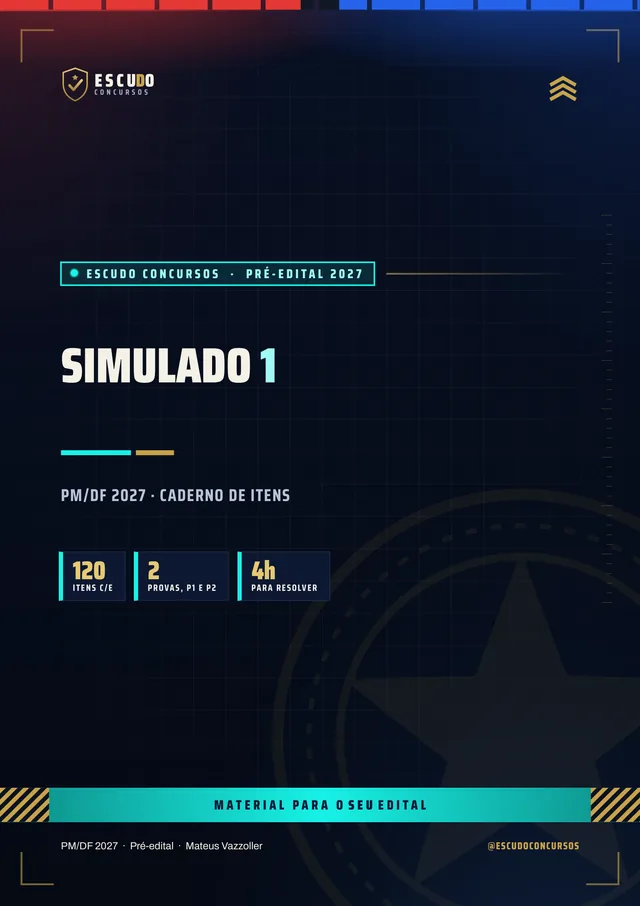 ESCUDO
CONCURSOS
ESCUDO CONCURSOS · PRÉ-EDITAL 2027
SIMULADO 1
PM/DF 2027 · CADERNO DE ITENS
120
ITENS C/E
2
PROVAS, P1 E P2
4h
PARA RESOLVER
MATERIAL PARA O SEU EDITAL
PM/DF 2027 · Pré-edital · Mateus Vazzoller
@ESCUDOCONCURSOS